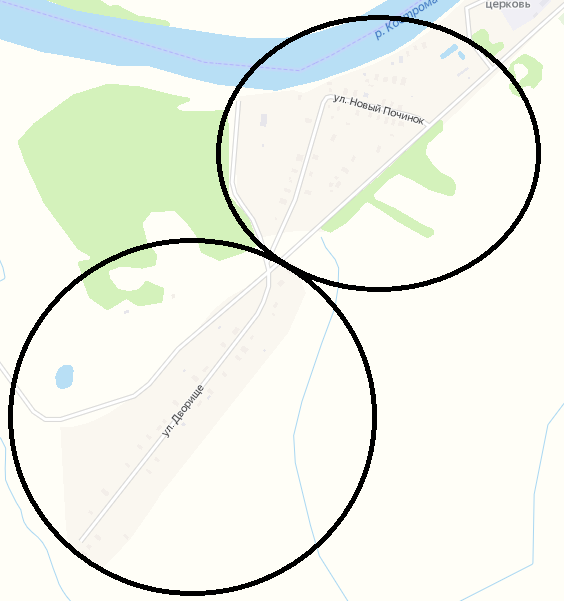 церковь
р. Кострома
ул. Новый Починок
ул. Дворище